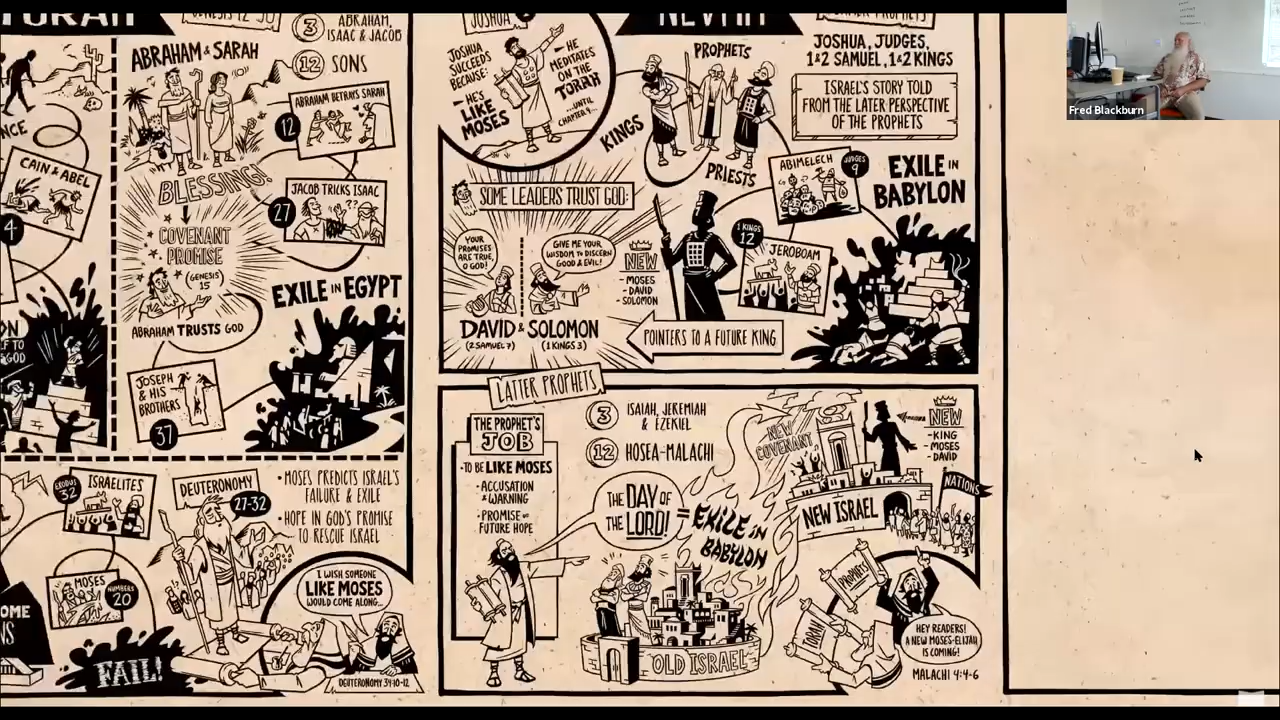 GENESIS 12-50
3
ABRAHAM,
ISAAC & JACOB
12
SONS
ABRAHAM & SARAH
ABRAHAM BETRAYS SARAH
12
BLESSING!
COVENANT
PROMISE
(GENESIS
15)
ABRAHAM TRUSTS GOD
JACOB TRICKS ISAAC
27
??
EXILE IN EGYPT
JOSEPH
& HIS
BROTHERS
37
CAIN & ABEL
4
F TO
GOD
EXODUS
32
ISRAELITES
DEUTERONOMY
27-32
• MOSES PREDICTS ISRAEL'S
FAILURE & EXILE
• HOPE IN GOD'S PROMISE
TO RESCUE ISRAEL
MOSES
NUMBERS
20
FAIL!
I WISH SOMEONE
LIKE MOSES
WOULD COME ALONG...
DEUTERONOMY 34:10-12
JOSHUA
JOSHUA
SUCCEEDS
BECAUSE:
HE'S
LIKE
MOSES
HE
MEDITATES
ON THE
TORAH
...UNTIL
CHAPTER 9...
KINGS
PROPHETS
PRIESTS
JOSHUA, JUDGES,
1&2 SAMUEL, 1&2 KINGS
ISRAEL'S STORY TOLD
FROM THE LATER PERSPECTIVE
OF THE PROPHETS
SOME LEADERS TRUST GOD:
YOUR
PROMISES
ARE TRUE,
O GOD!
GIVE ME YOUR
WISDOM TO DISCERN
GOOD & EVIL!
DAVID & SOLOMON
(2 SAMUEL 7)
(1 KINGS 3)
NEW
- MOSES
- DAVID
- SOLOMON
POINTERS TO A FUTURE KING
ABIMELECH
JUDGES
9
1 KINGS
12
JEROBOAM
EXILE IN
BABYLON
LATTER PROPHETS
THE PROPHET'S
JOB
• TO BE LIKE MOSES
• ACCUSATION
& WARNING
• PROMISE OF
FUTURE HOPE
3
ISAIAH, JEREMIAH
& EZEKIEL
12
HOSEA-MALACHI
THE DAY OF
THE LORD!
= EXILE IN
BABYLON
OLD ISRAEL
NEW
COVENANT
NEW ISRAEL
NEW
- KING
- MOSES
- DAVID
NATIONS
PROPHETS
TORAH
HEY READERS!
A NEW MOSES-ELIJAH
IS COMING!
MALACHI 4:4-6
Fred Blackburn